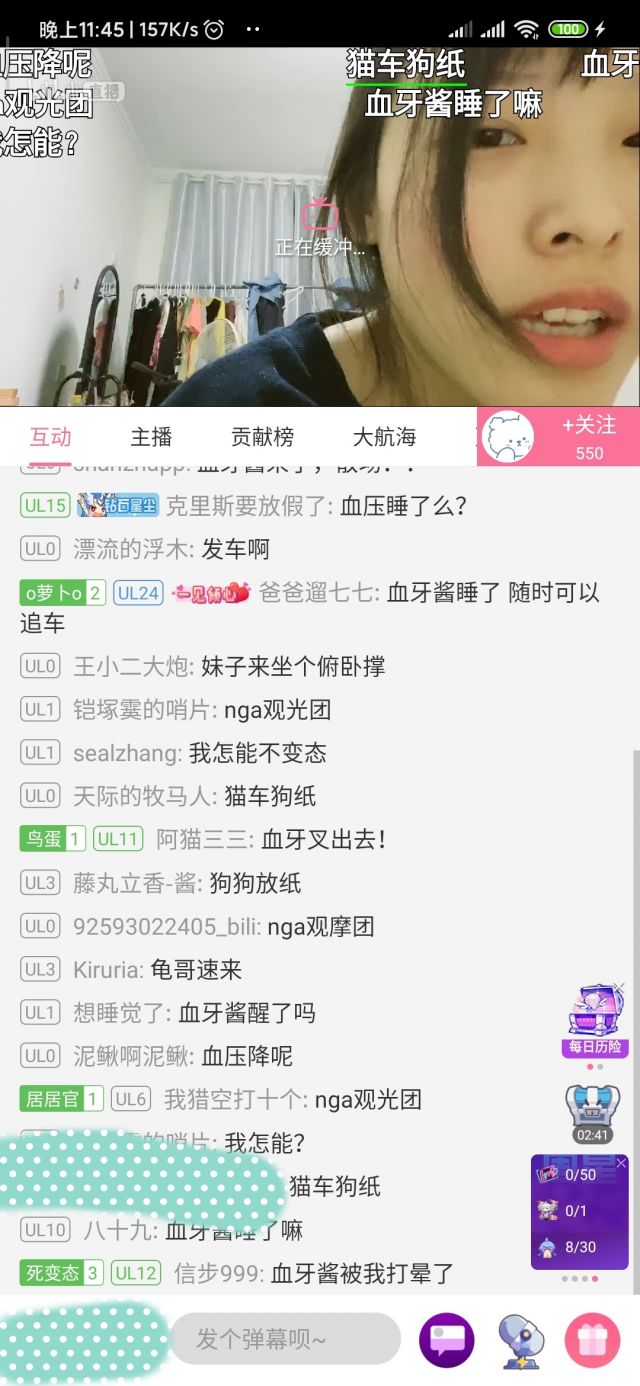 晚上11:45 | 157K/s
100
压降呢
猫车狗纸
血牙
观光团
直播
血牙酱睡了嘛
怎能？
正在缓冲...
互动
主播
贡献榜
大航海
+关注
550
UL15 钻石星尘 克里斯要放假了: 血压睡了么？
UL0 漂流的浮木: 发车啊
o萝卜o 2 UL24 一见倾心 爸爸遛七七: 血牙酱睡了 随时可以
追车
UL0 王小二大炮: 妹子来坐个俯卧撑
UL1 铠塚霙的哨片: nga观光团
UL1 sealzhang: 我怎能不变态
UL0 天际的牧马人: 猫车狗纸
鸟蛋 1 UL11 阿猫三三: 血牙叉出去！
UL3 藤丸立香-酱: 狗狗放纸
UL0 92593022405_bili: nga观摩团
UL3 Kiruria: 龟哥速来
UL1 想睡觉了: 血牙酱醒了吗
每日历险
UL0 泥鳅啊泥鳅: 血压降呢
居居官 1 UL6 我猎空打十个: nga观光团
02:41
的哨片: 我怎能？
0/50
猫车狗纸
0/1
UL10 八十九: 血牙酱睡了嘛
8/30
死变态 3 UL12 信步999: 血牙酱被我打晕了
发个弹幕呗~